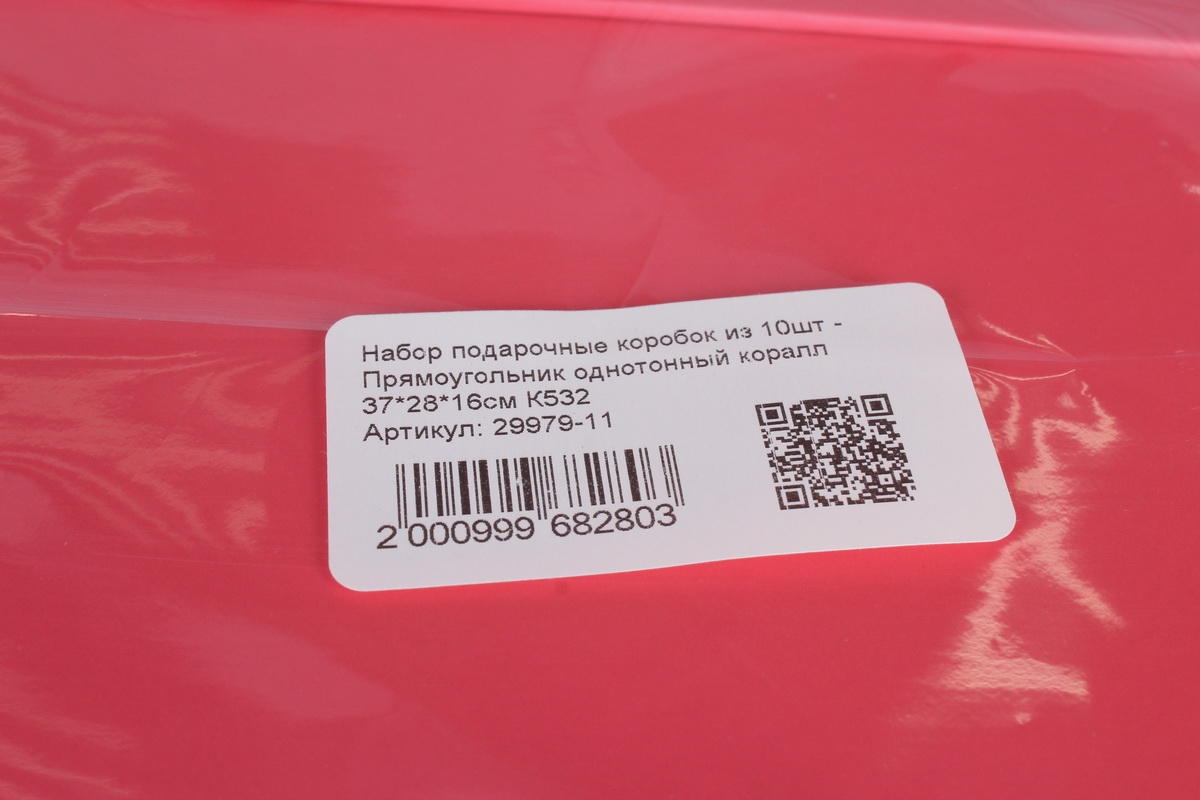 Набор подарочные коробок из 10шт -
Прямоугольник однотонный коралл
37*28*16см К532
Артикул: 29979-11
2 000999 682803